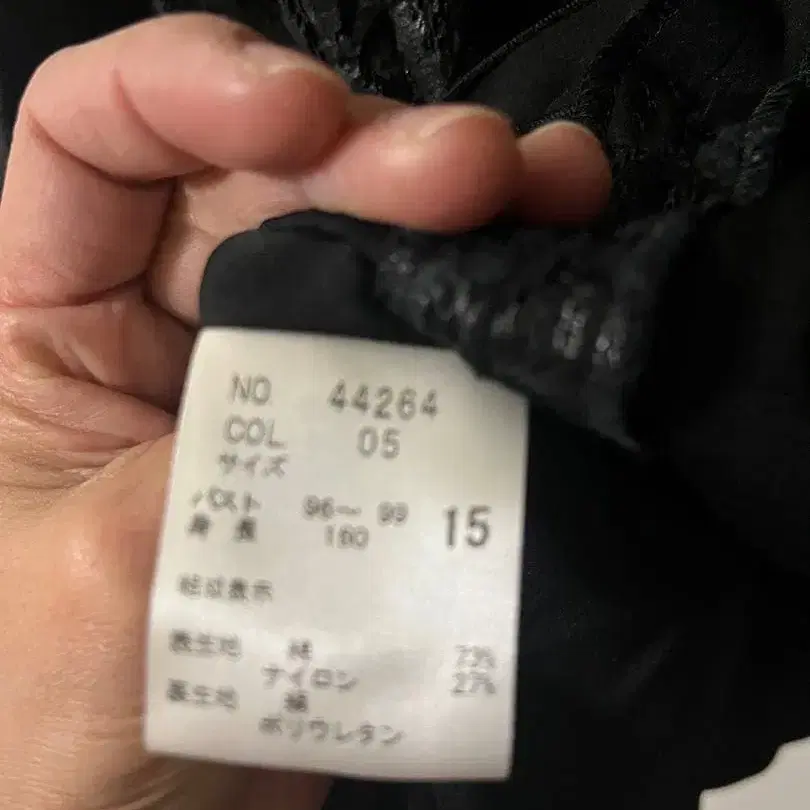 NO 44264
COL 05
サイズ
バスト 96〜 99
身長 160 15
組成表示
表生地 綿 73%
ナイロン 27%
裏生地 綿
ポリウレタン